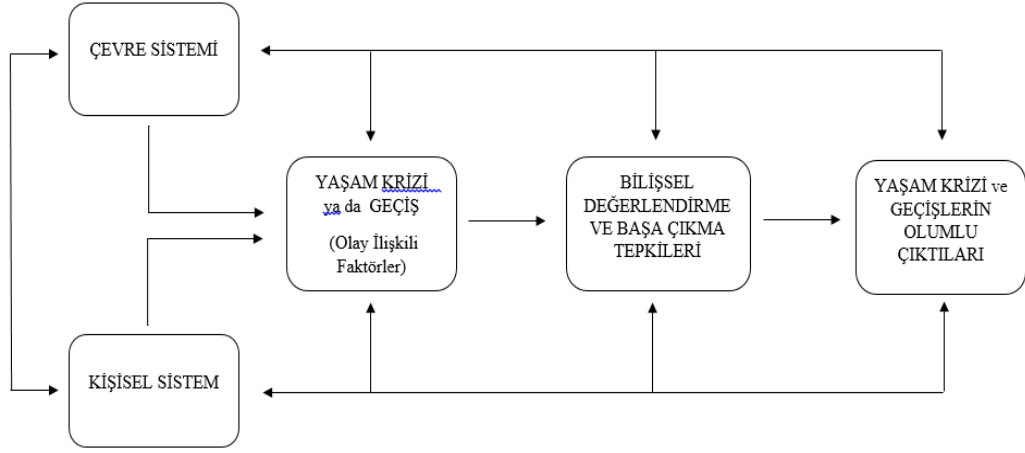 ÇEVRE SİSTEMİ
YAŞAM KRİZİ
ya da GEÇİŞ
(Olay İlişkili
Faktörler)
BİLİŞSEL
DEĞERLENDİRME
VE BAŞA ÇIKMA
TEPKİLERİ
YAŞAM KRİZİ ve
GEÇİŞLERİN
OLUMLU
ÇIKTILARI
KİŞİSEL SİSTEM